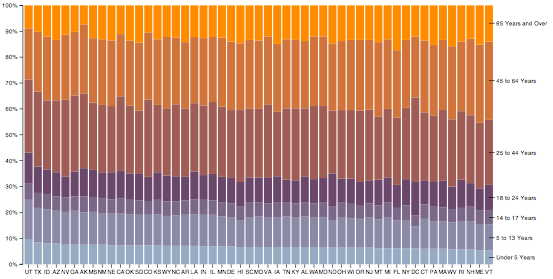 100%
90%
80%
70%
60%
50%
40%
30%
20%
10%
0%
65 Years and Over
45 to 64 Years
25 to 44 Years
18 to 24 Years
14 to 17 Years
5 to 13 Years
Under 5 Years
UT TX ID AZ NV GA AK MS NM NE CA OK SD CO KS WY NC AR LA IN IL MN DE HI SC MO VA IA TN KY AL WA MD ND OH WI OR NJ MT MI FL NY DC CT PA MA WV RI NH ME VT